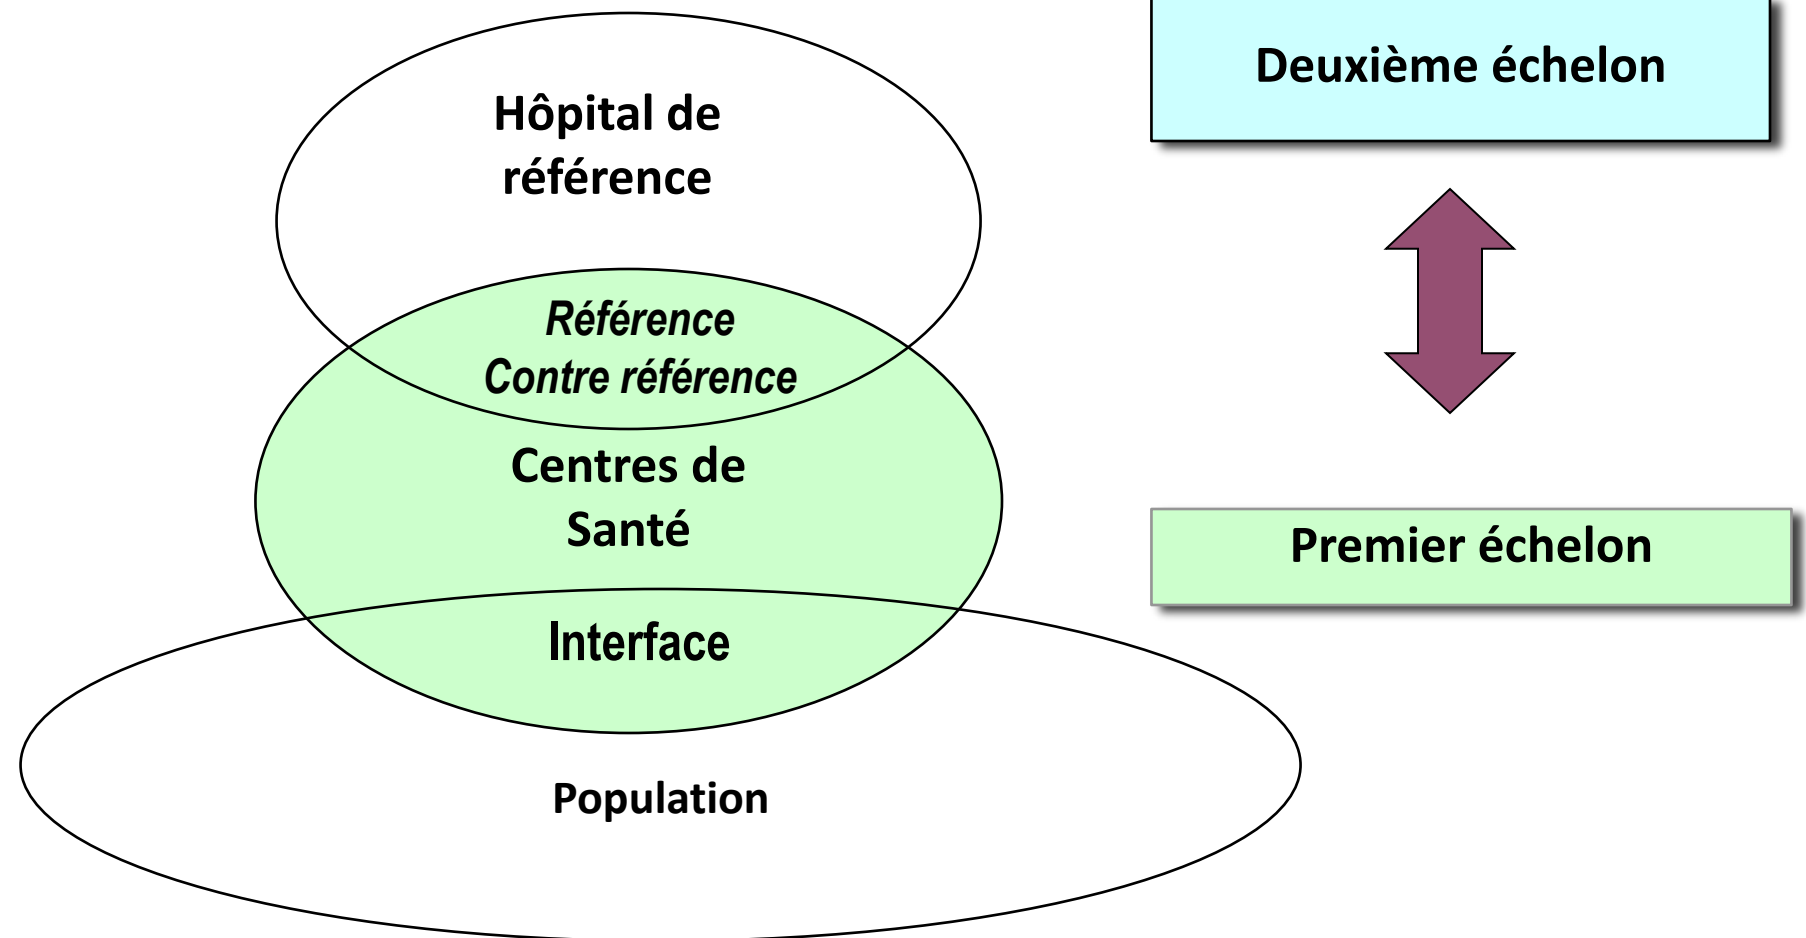 Hôpital de
référence
Référence
Contre référence
Centres de
Santé
Interface
Population
Deuxième échelon
Premier échelon